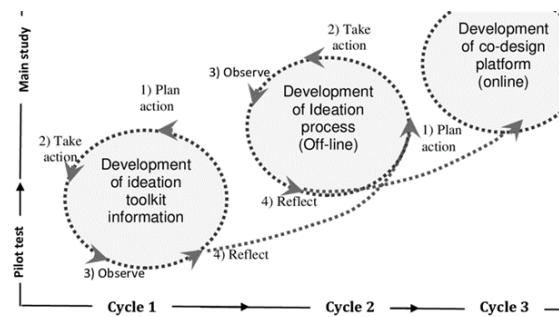 Main study
Pilot test
1) Plan
action
2) Take
action
Development
of ideation
toolkit
information
3) Observe
4) Reflect
2) Take
action
3) Observe
Development
of Ideation
process
(Off-line)
1) Plan
action
4) Reflect
Development
of co-design
platform
(online)
Cycle 1
Cycle 2
Cycle 3